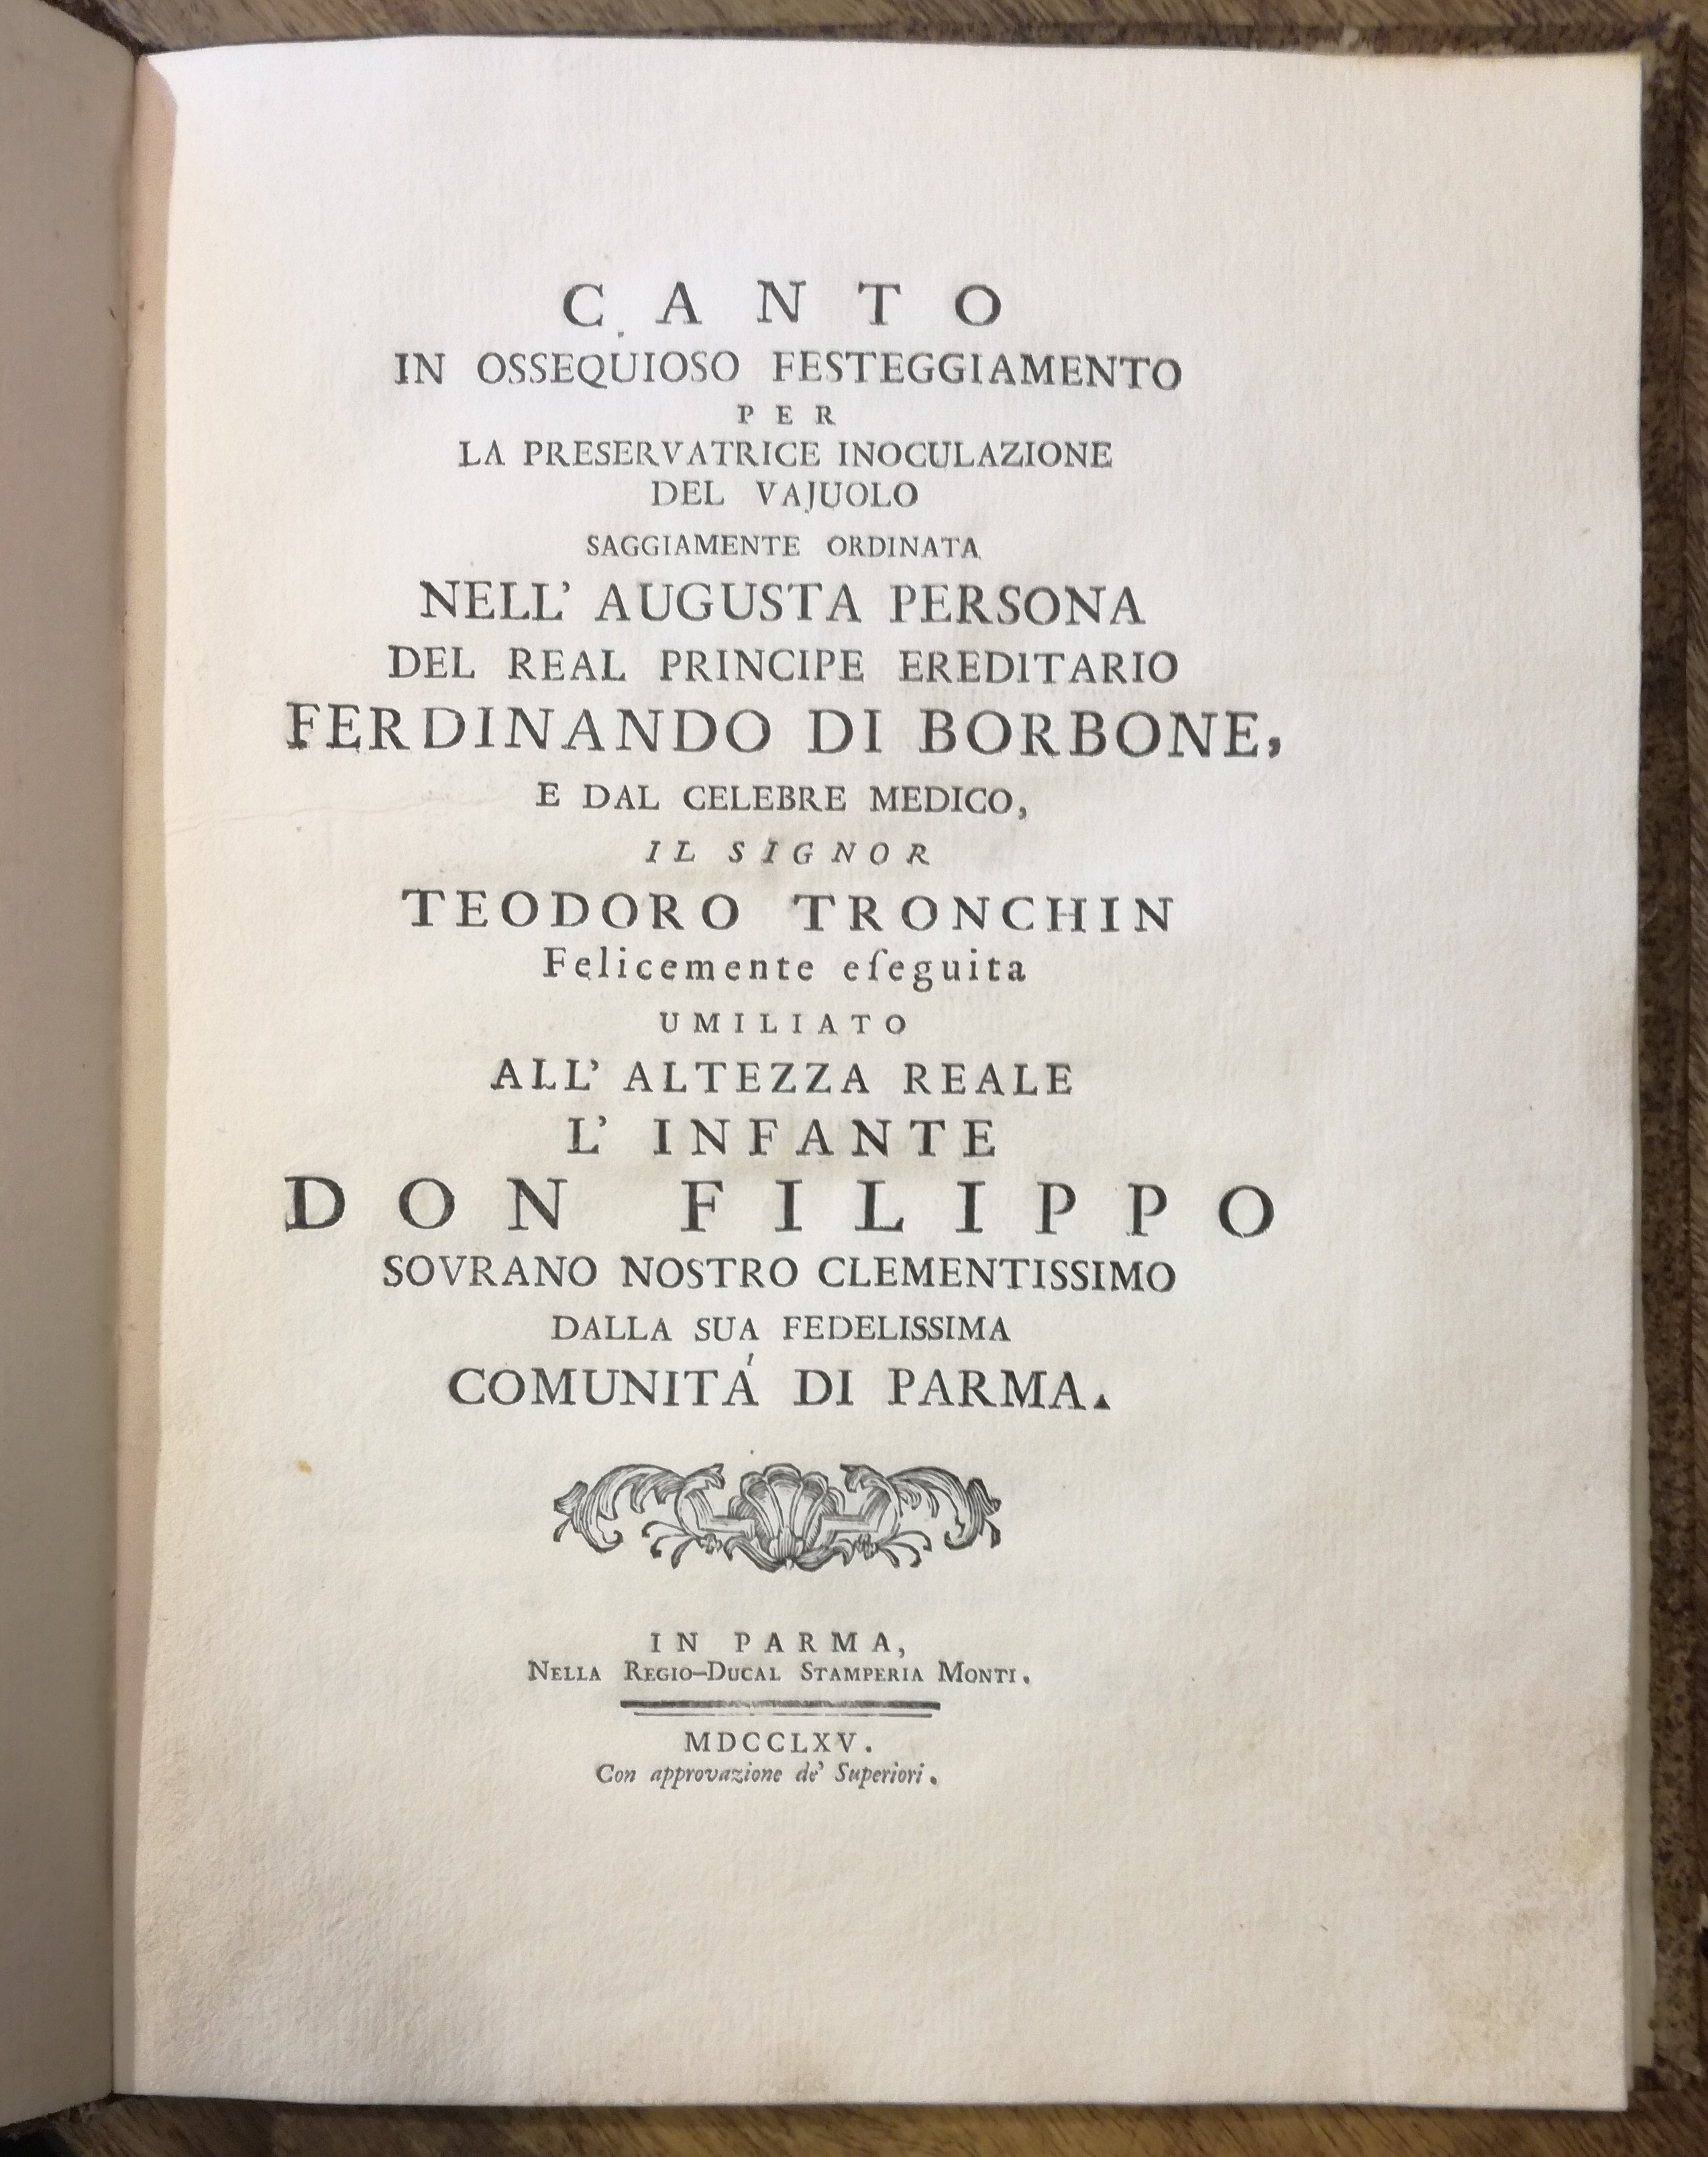 CANTO
IN OSSEQUIOSO FESTEGGIAMENTO
PER
LA PRESERVATRICE INOCULAZIONE
DEL VAJUOLO
SAGGIAMENTE ORDINATA
NELL' AUGUSTA PERSONA
DEL REAL PRINCIPE EREDITARIO
FERDINANDO DI BORBONE,
E DAL CELEBRE MEDICO,
IL SIGNOR
TEODORO TRONCHIN
Felicemente eſeguita
UMILIATO
ALL' ALTEZZA REALE
L' INFANTE
DON FILIPPO
SOVRANO NOSTRO CLEMENTISSIMO
DALLA SUA FEDELISSIMA
COMUNITÁ DI PARMA.
IN PARMA,
NELLA REGIO-DUCAL STAMPERIA MONTI.
MDCCLXV.
Con approvazione de' Superiori.